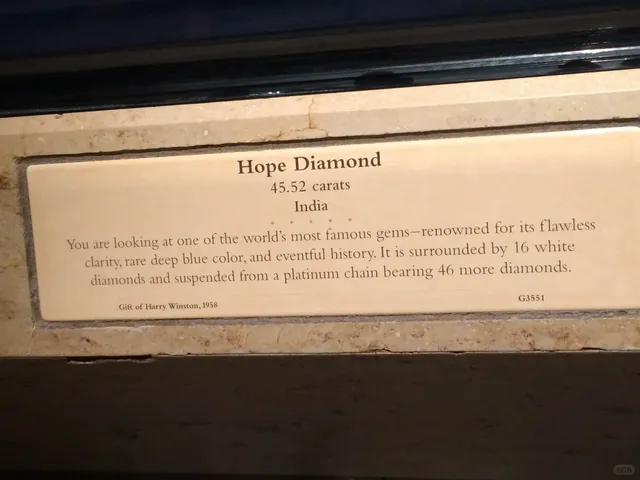 Hope Diamond
45.52 carats
India
You are looking at one of the world's most famous gems—renowned for its flawless
clarity, rare deep blue color, and eventful history. It is surrounded by 16 white
diamonds and suspended from a platinum chain bearing 46 more diamonds.
Gift of Harry Winston, 1958
G3551